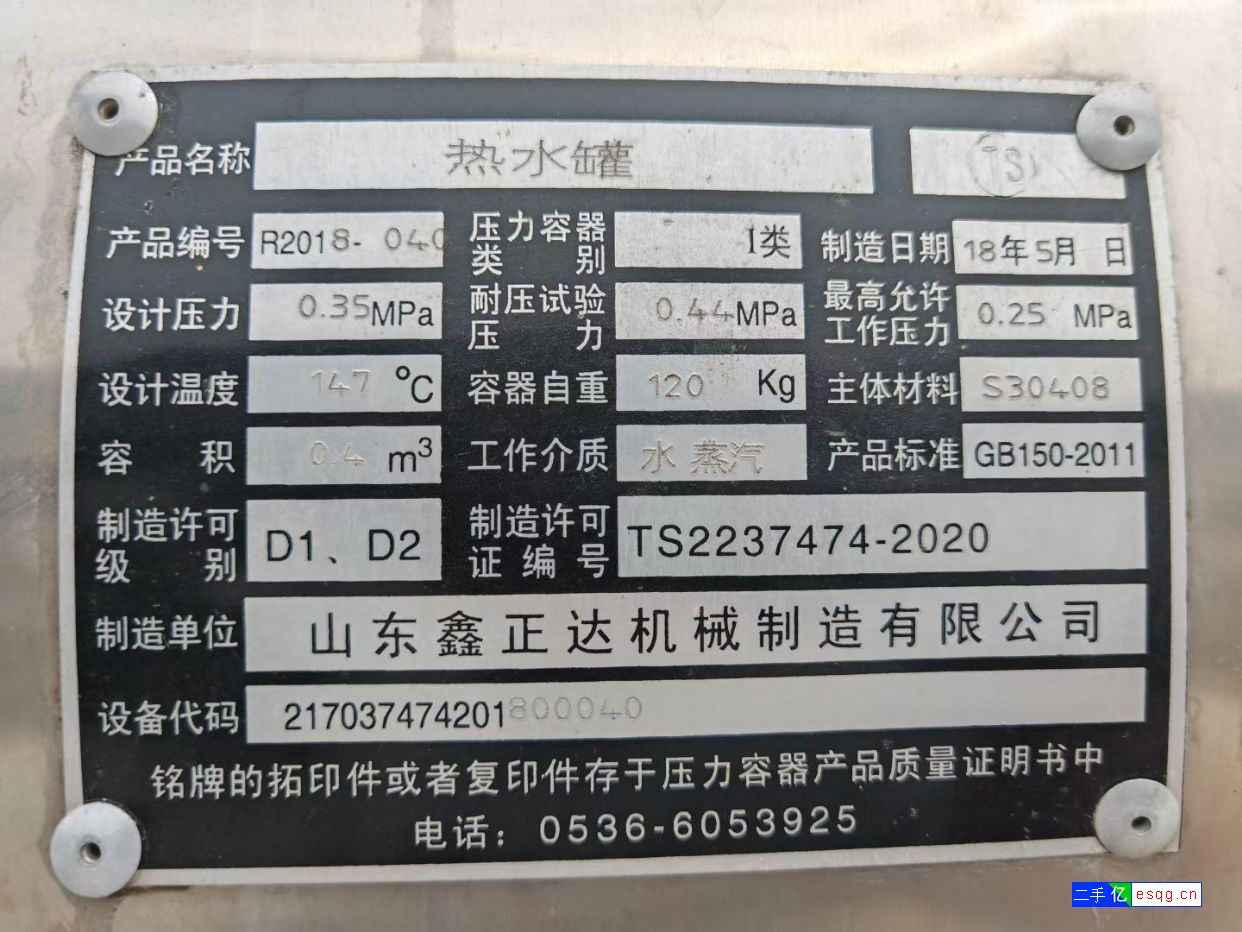 产品名称 热水罐 TS
产品编号 R2018-040 压力容器类别 I类 制造日期 18年5月 日
设计压力 0.35MPa 耐压试验压力 0.44MPa 最高允许工作压力 0.25 MPa
设计温度 147 ℃ 容器自重 120 Kg 主体材料 S30408
容积 0.4 m³ 工作介质 水 蒸汽 产品标准 GB150-2011
制造许可级别 D1、D2 制造许可证编号 TS2237474-2020
制造单位 山东鑫正达机械制造有限公司
设备代码 217037474201800040
铭牌的拓印件或者复印件存于压力容器产品质量证明书中
电话：0536-6053925
二手亿 esqg.cn